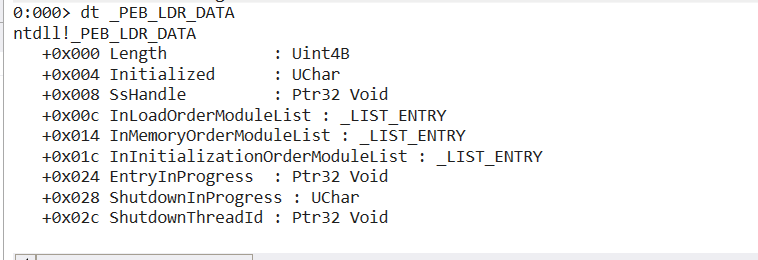 0:000> dt _PEB_LDR_DATA
ntdll!_PEB_LDR_DATA
+0x000 Length : Uint4B
+0x004 Initialized : UChar
+0x008 SsHandle : Ptr32 Void
+0x00c InLoadOrderModuleList : _LIST_ENTRY
+0x014 InMemoryOrderModuleList : _LIST_ENTRY
+0x01c InInitializationOrderModuleList : _LIST_ENTRY
+0x024 EntryInProgress : Ptr32 Void
+0x028 ShutdownInProgress : UChar
+0x02c ShutdownThreadId : Ptr32 Void